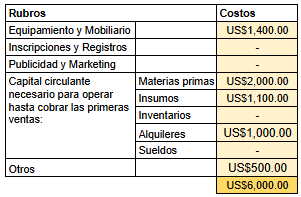 Rubros Costos
Equipamiento y Mobiliario US$1,400.00
Inscripciones y Registros -
Publicidad y Marketing -
Capital circulante Materias primas US$2,000.00
necesario para operar Insumos US$1,100.00
hasta cobrar las primeras Inventarios -
ventas: Alquileres US$1,000.00
Sueldos -
Otros US$500.00
US$6,000.00